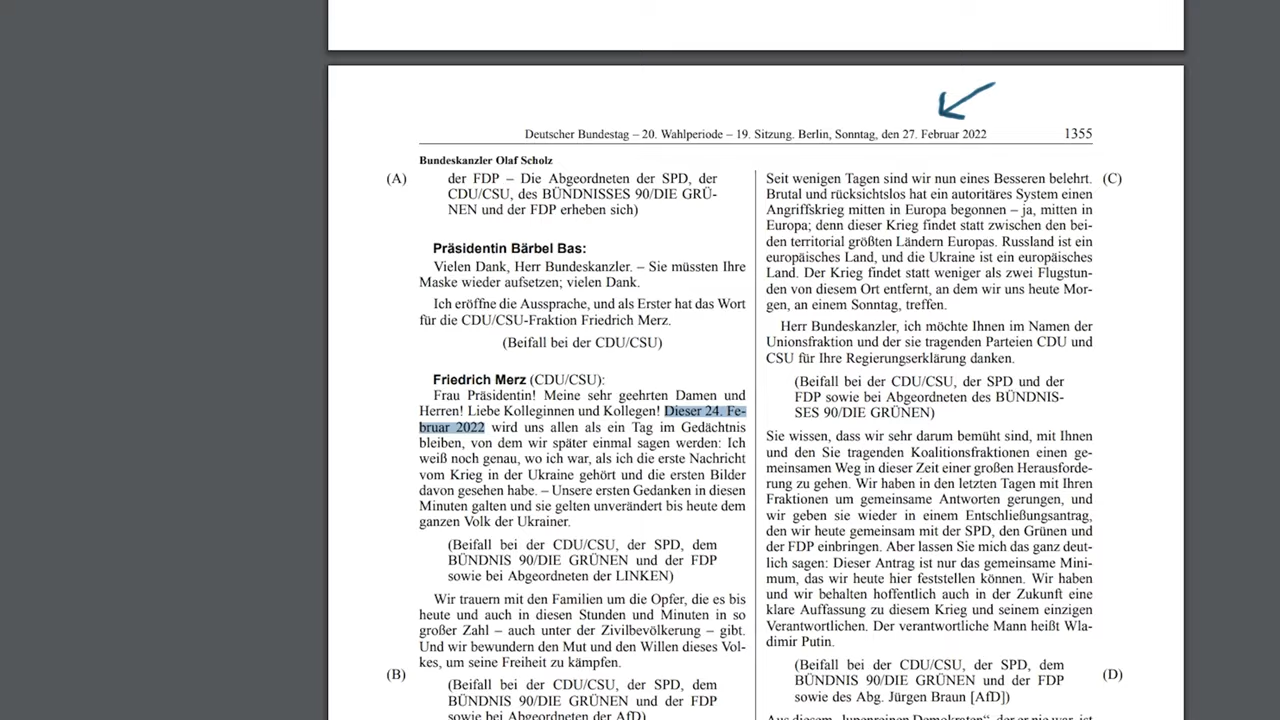 Deutscher Bundestag – 20. Wahlperiode – 19. Sitzung. Berlin, Sonntag, den 27. Februar 2022
1355
Bundeskanzler Olaf Scholz
(A)
der FDP – Die Abgeordneten der SPD, der
CDU/CSU, des BÜNDNISSES 90/DIE GRÜ-
NEN und der FDP erheben sich)
Präsidentin Bärbel Bas:
Vielen Dank, Herr Bundeskanzler. – Sie müssten Ihre
Maske wieder aufsetzen; vielen Dank.
Ich eröffne die Aussprache, und als Erster hat das Wort
für die CDU/CSU-Fraktion Friedrich Merz.
(Beifall bei der CDU/CSU)
Friedrich Merz (CDU/CSU):
Frau Präsidentin! Meine sehr geehrten Damen und
Herren! Liebe Kolleginnen und Kollegen! Dieser 24. Fe-
bruar 2022 wird uns allen als ein Tag im Gedächtnis
bleiben, von dem wir später einmal sagen werden: Ich
weiß noch genau, wo ich war, als ich die erste Nachricht
vom Krieg in der Ukraine gehört und die ersten Bilder
davon gesehen habe. – Unsere ersten Gedanken in diesen
Minuten galten und sie gelten unverändert bis heute dem
ganzen Volk der Ukrainer.
(Beifall bei der CDU/CSU, der SPD, dem
BÜNDNIS 90/DIE GRÜNEN und der FDP
sowie bei Abgeordneten der LINKEN)
Wir trauern mit den Familien um die Opfer, die es bis
heute und auch in diesen Stunden und Minuten in so
großer Zahl – auch unter der Zivilbevölkerung – gibt.
Und wir bewundern den Mut und den Willen dieses Vol-
kes, um seine Freiheit zu kämpfen.
(B)
(Beifall bei der CDU/CSU, der SPD, dem
BÜNDNIS 90/DIE GRÜNEN und der FDP
sowie bei Abgeordneten der AfD)
Seit wenigen Tagen sind wir nun eines Besseren belehrt.
(C)
Brutal und rücksichtslos hat ein autoritäres System einen
Angriffskrieg mitten in Europa begonnen – ja, mitten in
Europa; denn dieser Krieg findet statt zwischen den bei-
den territorial größten Ländern Europas. Russland ist ein
europäisches Land, und die Ukraine ist ein europäisches
Land. Der Krieg findet statt weniger als zwei Flugstun-
den von diesem Ort entfernt, an dem wir uns heute Mor-
gen, an einem Sonntag, treffen.
Herr Bundeskanzler, ich möchte Ihnen im Namen der
Unionsfraktion und der sie tragenden Parteien CDU und
CSU für Ihre Regierungserklärung danken.
(Beifall bei der CDU/CSU, der SPD und der
FDP sowie bei Abgeordneten des BÜNDNIS-
SES 90/DIE GRÜNEN)
Sie wissen, dass wir sehr darum bemüht sind, mit Ihnen
und den Sie tragenden Koalitionsfraktionen einen ge-
meinsamen Weg in dieser Zeit einer großen Herausforde-
rung zu gehen. Wir haben in den letzten Tagen mit Ihren
Fraktionen um gemeinsame Antworten gerungen, und
wir geben sie wieder in einem Entschließungsantrag,
den wir heute gemeinsam mit der SPD, den Grünen und
der FDP einbringen. Aber lassen Sie mich das ganz deut-
lich sagen: Dieser Antrag ist nur das gemeinsame Mini-
mum, das wir heute hier feststellen können. Wir haben
und wir behalten hoffentlich auch in der Zukunft eine
klare Auffassung zu diesem Krieg und seinem einzigen
Verantwortlichen. Der verantwortliche Mann heißt Wla-
dimir Putin.
(Beifall bei der CDU/CSU, der SPD, dem
BÜNDNIS 90/DIE GRÜNEN und der FDP
sowie des Abg. Jürgen Braun [AfD])
(D)
Aus diesem „lupenreinen Demokraten“, der er nie war, ist